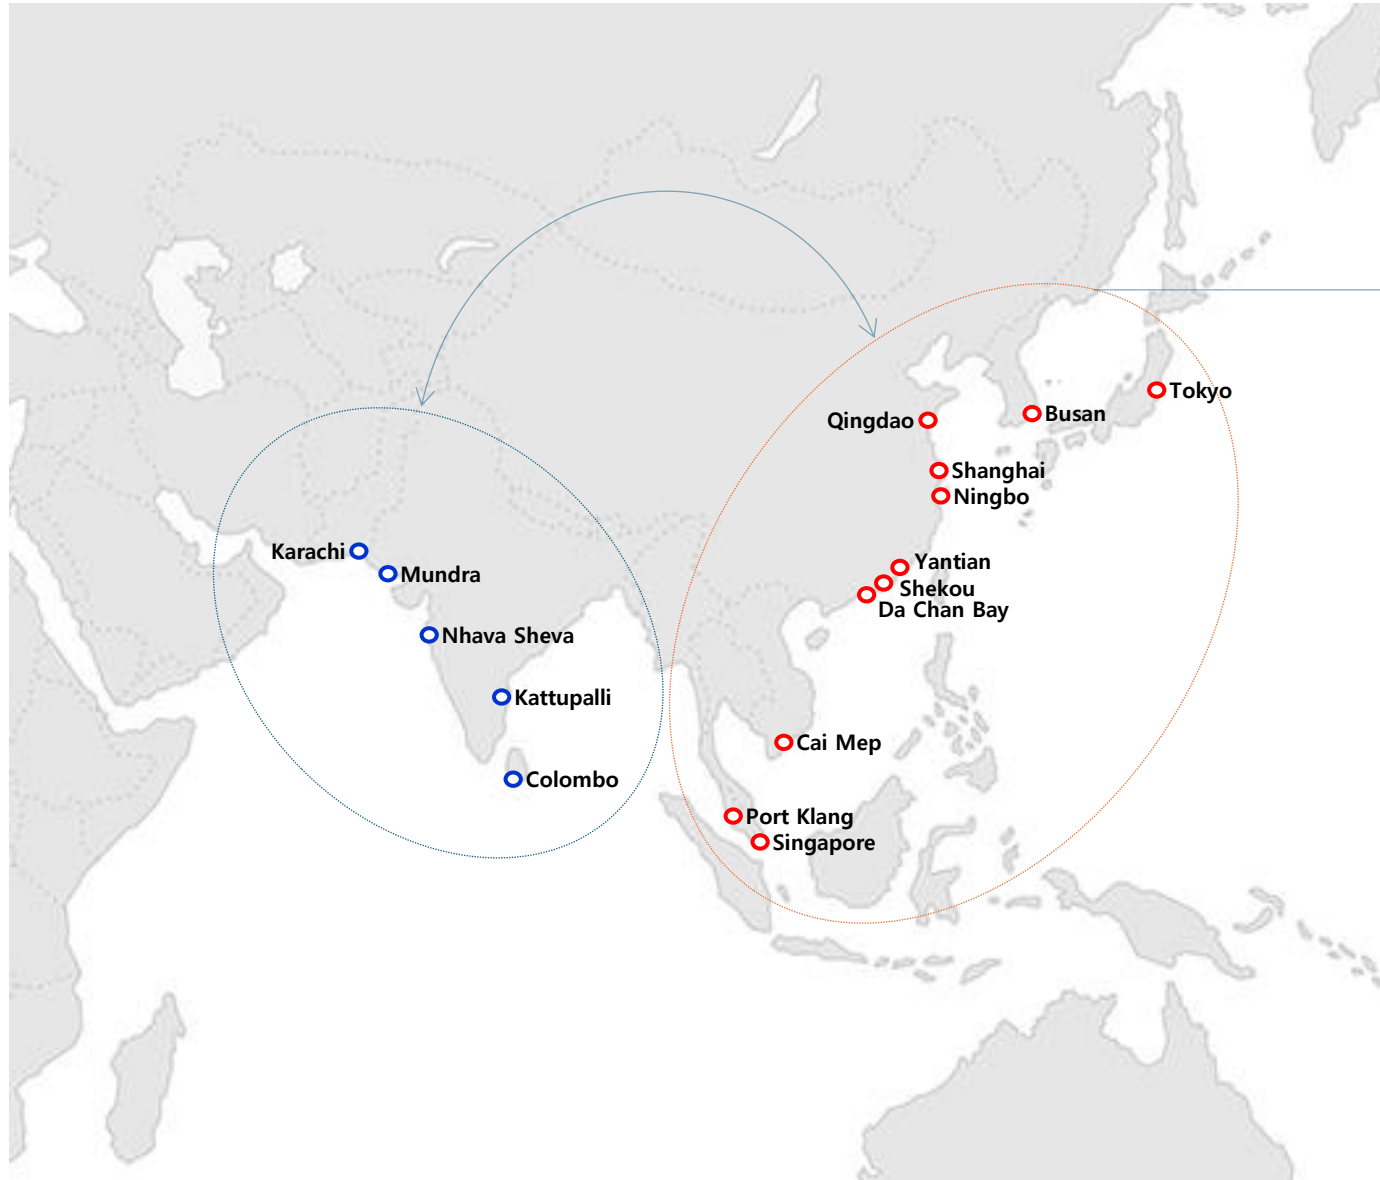 Tokyo
Busan
Qingdao
Shanghai
Ningbo
Karachi
Yantian
Mundra
Shekou
Da Chan Bay
Nhava Sheva
Kattupalli
Cai Mep
Colombo
Port Klang
Singapore